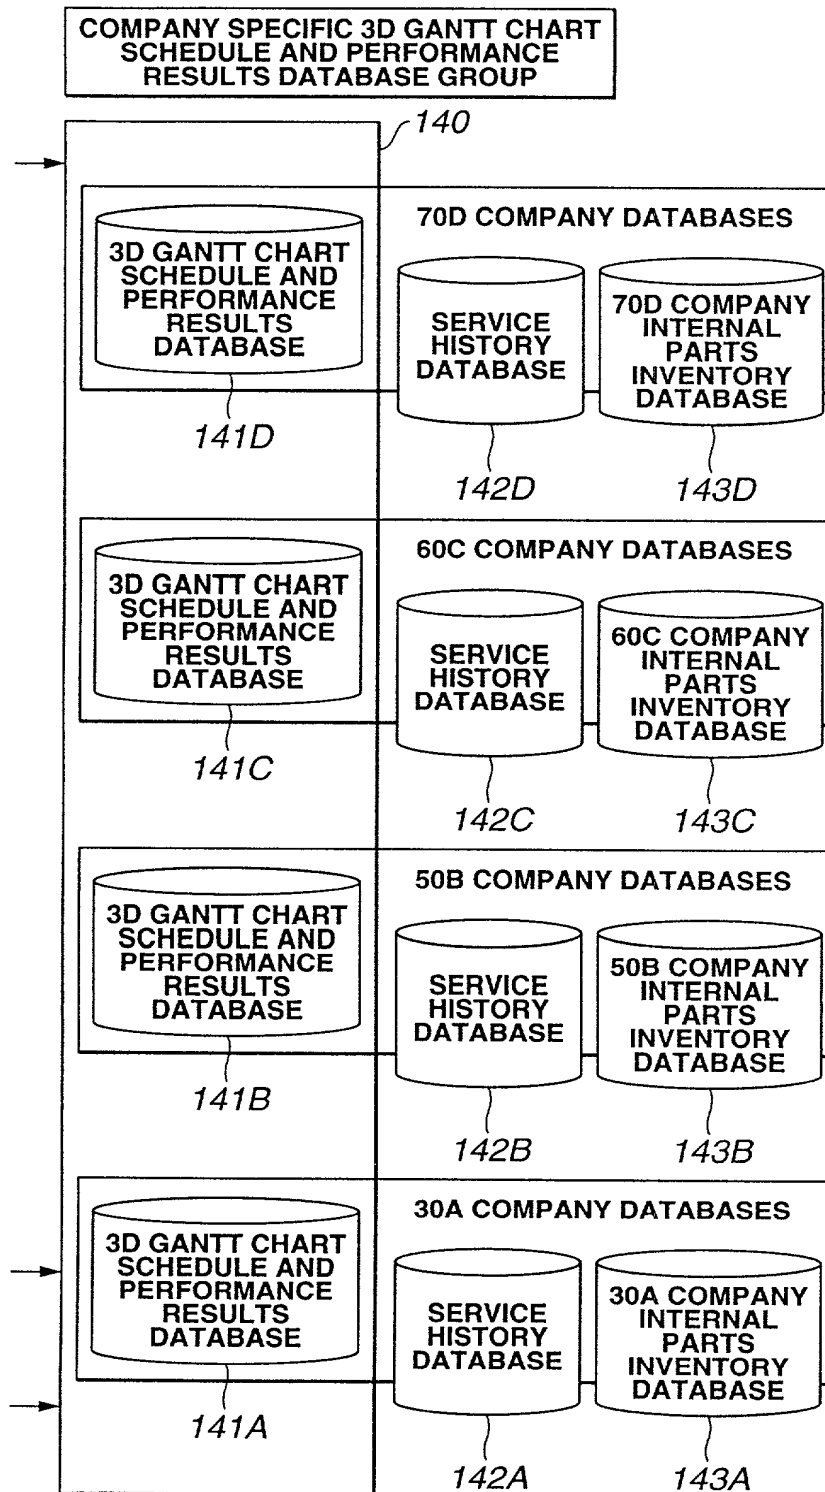 COMPANY SPECIFIC 3D GANTT CHART
SCHEDULE AND PERFORMANCE
RESULTS DATABASE GROUP
140
70D COMPANY DATABASES
3D GANTT CHART
SCHEDULE AND
PERFORMANCE
RESULTS
DATABASE
SERVICE
HISTORY
DATABASE
70D COMPANY
INTERNAL
PARTS
INVENTORY
DATABASE
141D
142D
143D
60C COMPANY DATABASES
3D GANTT CHART
SCHEDULE AND
PERFORMANCE
RESULTS
DATABASE
SERVICE
HISTORY
DATABASE
60C COMPANY
INTERNAL
PARTS
INVENTORY
DATABASE
141C
142C
143C
50B COMPANY DATABASES
3D GANTT CHART
SCHEDULE AND
PERFORMANCE
RESULTS
DATABASE
SERVICE
HISTORY
DATABASE
50B COMPANY
INTERNAL
PARTS
INVENTORY
DATABASE
141B
142B
143B
30A COMPANY DATABASES
3D GANTT CHART
SCHEDULE AND
PERFORMANCE
RESULTS
DATABASE
SERVICE
HISTORY
DATABASE
30A COMPANY
INTERNAL
PARTS
INVENTORY
DATABASE
141A
142A
143A